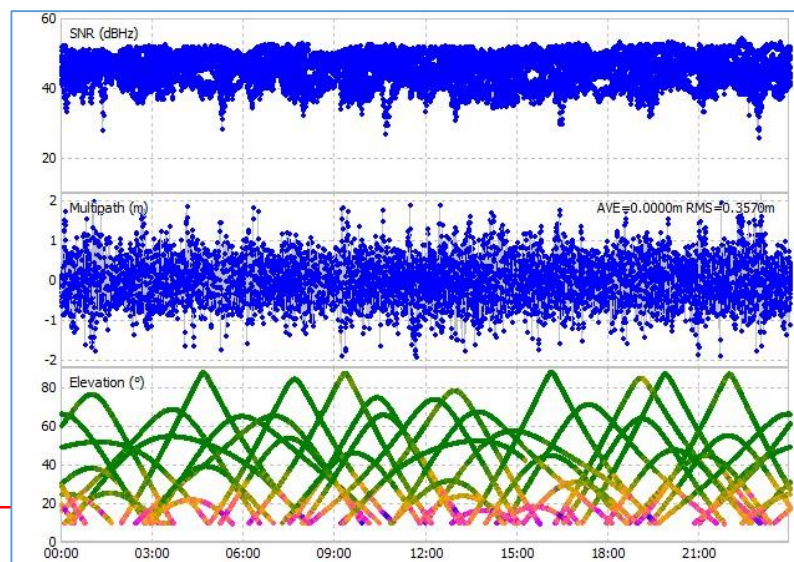 60
SNR (dBHz)
40
20
2
Multipath (m)
AVE=0.0000m RMS=0.3570m
1
0
-1
-2
Elevation (°)
80
60
40
20
0
00:00 03:00 06:00 09:00 12:00 15:00 18:00 21:00